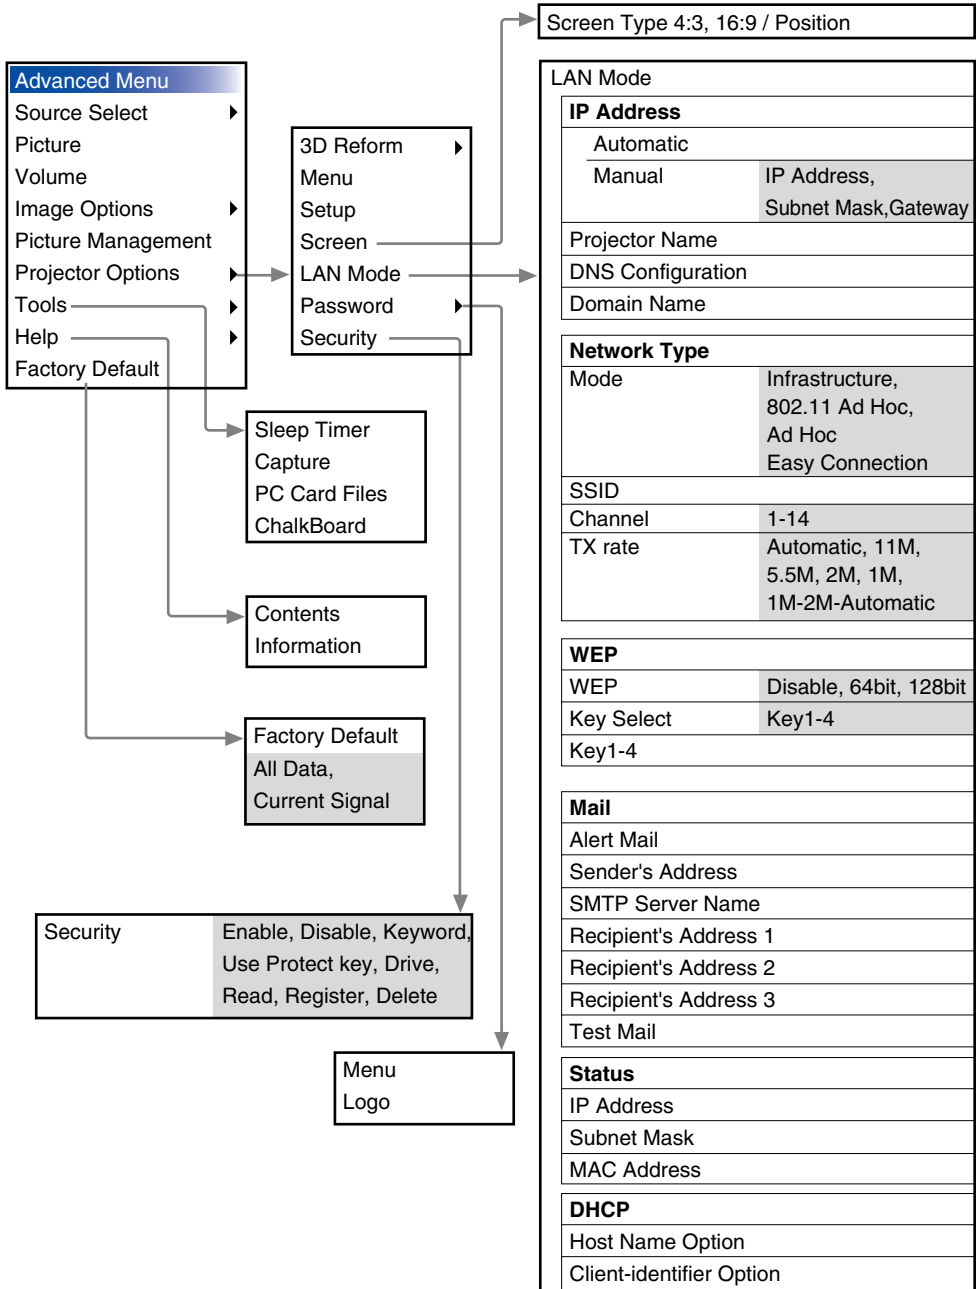 Screen Type 4:3, 16:9 / Position
Advanced Menu
Source Select
Picture
Volume
Image Options
Picture Management
Projector Options
Tools
Help
Factory Default
3D Reform
Menu
Setup
Screen
LAN Mode
Password
Security
Sleep Timer
Capture
PC Card Files
ChalkBoard
Contents
Information
Factory Default
All Data,
Current Signal
Security Enable, Disable, Keyword,
Use Protect key, Drive,
Read, Register, Delete
Menu
Logo
LAN Mode
IP Address
Automatic
Manual IP Address,
Subnet Mask,Gateway
Projector Name
DNS Configuration
Domain Name
Network Type
Mode Infrastructure,
802.11 Ad Hoc,
Ad Hoc
Easy Connection
SSID
Channel 1-14
TX rate Automatic, 11M,
5.5M, 2M, 1M,
1M-2M-Automatic
WEP
WEP Disable, 64bit, 128bit
Key Select Key1-4
Key1-4
Mail
Alert Mail
Sender's Address
SMTP Server Name
Recipient's Address 1
Recipient's Address 2
Recipient's Address 3
Test Mail
Status
IP Address
Subnet Mask
MAC Address
DHCP
Host Name Option
Client-identifier Option